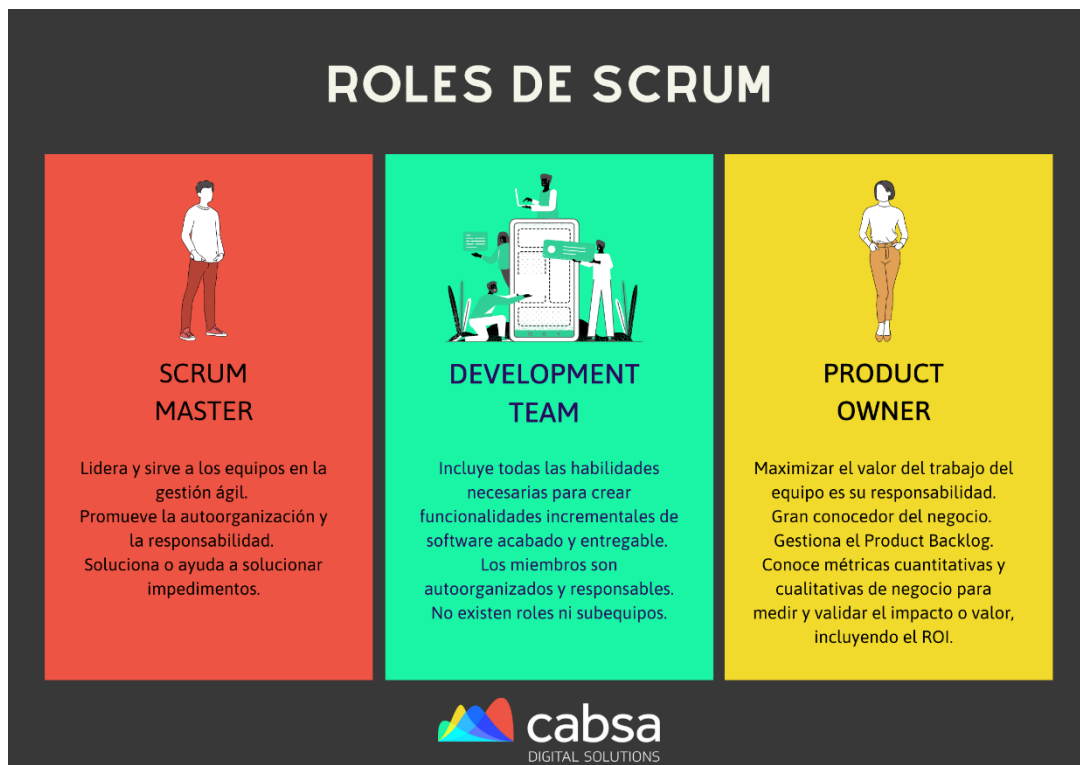 ROLES DE SCRUM
SCRUM
MASTER
Lidera y sirve a los equipos en la
gestión ágil.
Promueve la autoorganización y
la responsabilidad.
Soluciona o ayuda a solucionar
impedimentos.
DEVELOPMENT
TEAM
Incluye todas las habilidades
necesarias para crear
funcionalidades incrementales de
software acabado y entregable.
Los miembros son
autoorganizados y responsables.
No existen roles ni subequipos.
PRODUCT
OWNER
Maximizar el valor del trabajo del
equipo es su responsabilidad.
Gran conocedor del negocio.
Gestiona el Product Backlog.
Conoce métricas cuantitativas y
cualitativas de negocio para
medir y validar el impacto o valor,
incluyendo el ROI.
cabsa
DIGITAL SOLUTIONS